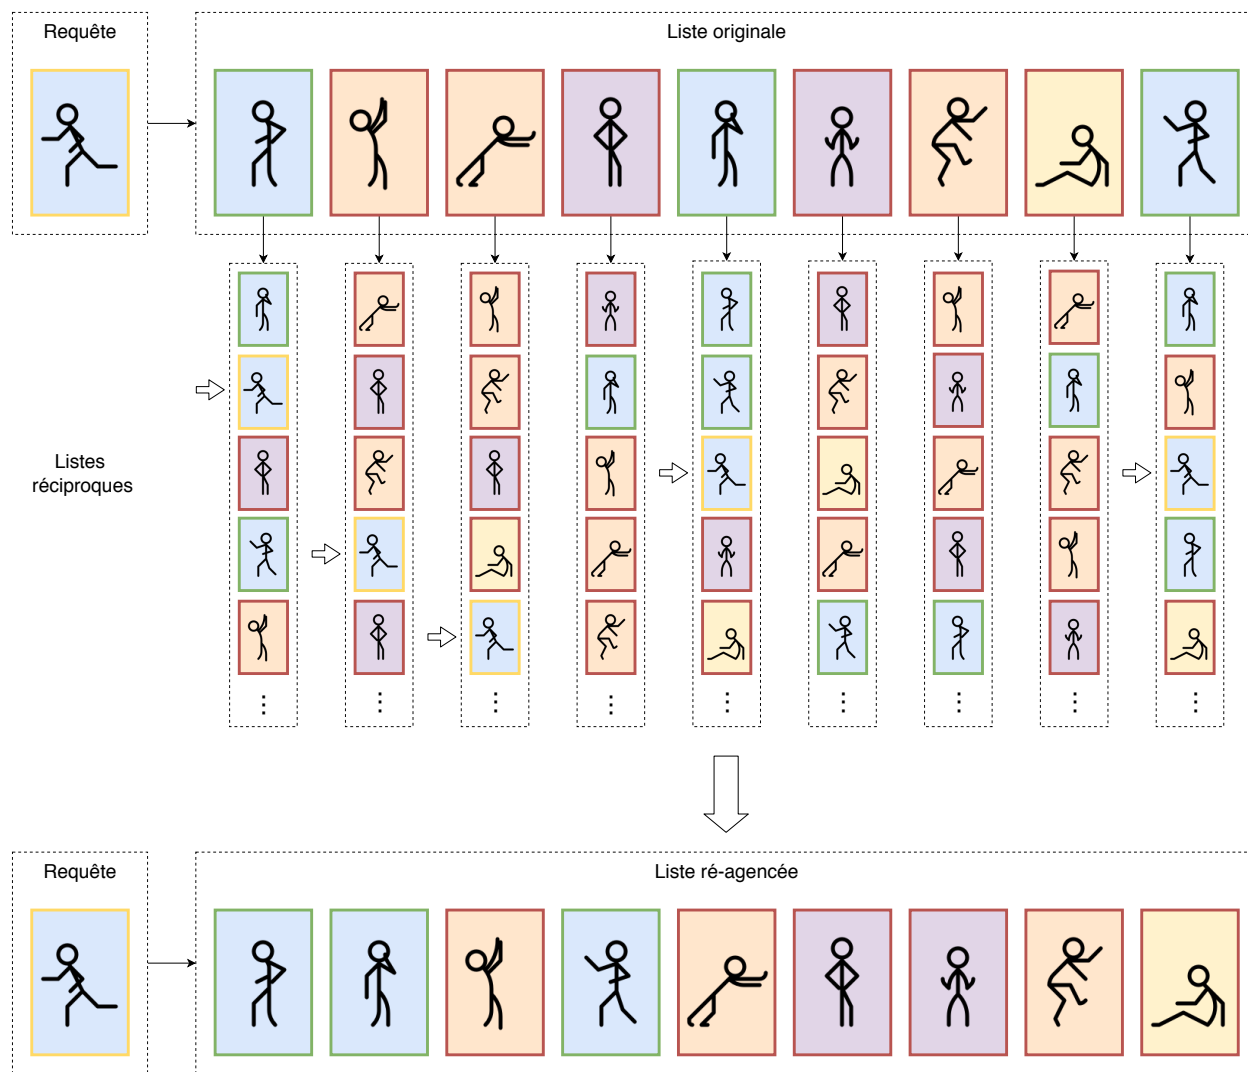 Requête
Liste originale
Listes
réciproques
Requête
Liste ré-agencée